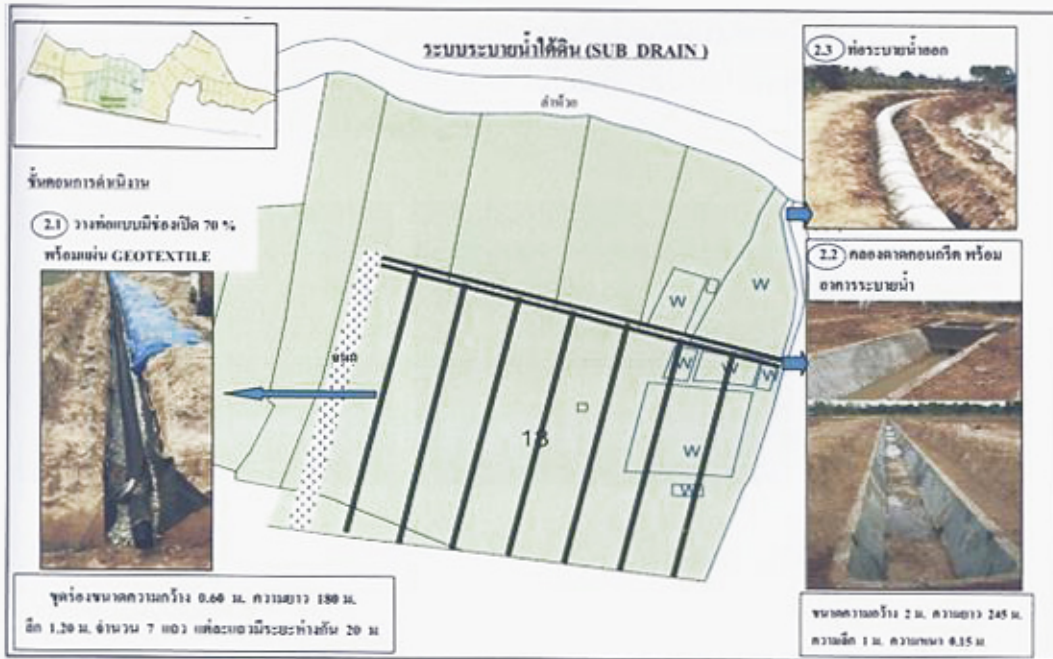 ระบบระบายน้ำใต้ดิน (SUB DRAIN )
ลำห้วย
ขั้นตอนการดำเนินงาน
2.1 วางท่อแบบมีช่องเปิด 70 %
พร้อมแผ่น GEOTEXTILE
ถนน
18
W
W
W
W
W
W
W
ขุดร่องขนาดความกว้าง 0.60 ม. ความยาว 180 ม.
ลึก 1.20 ม. จำนวน 7 แถว แต่ละแถวมีระยะห่างกัน 20 ม
2.3 ท่อระบายน้ำออก
2.2 คลองดาดคอนกรีต พร้อม
อาคารระบายน้ำ
ขนาดความกว้าง 2 ม. ความยาว 245 ม.
ความลึก 1 ม. ความหนา 0.15 ม